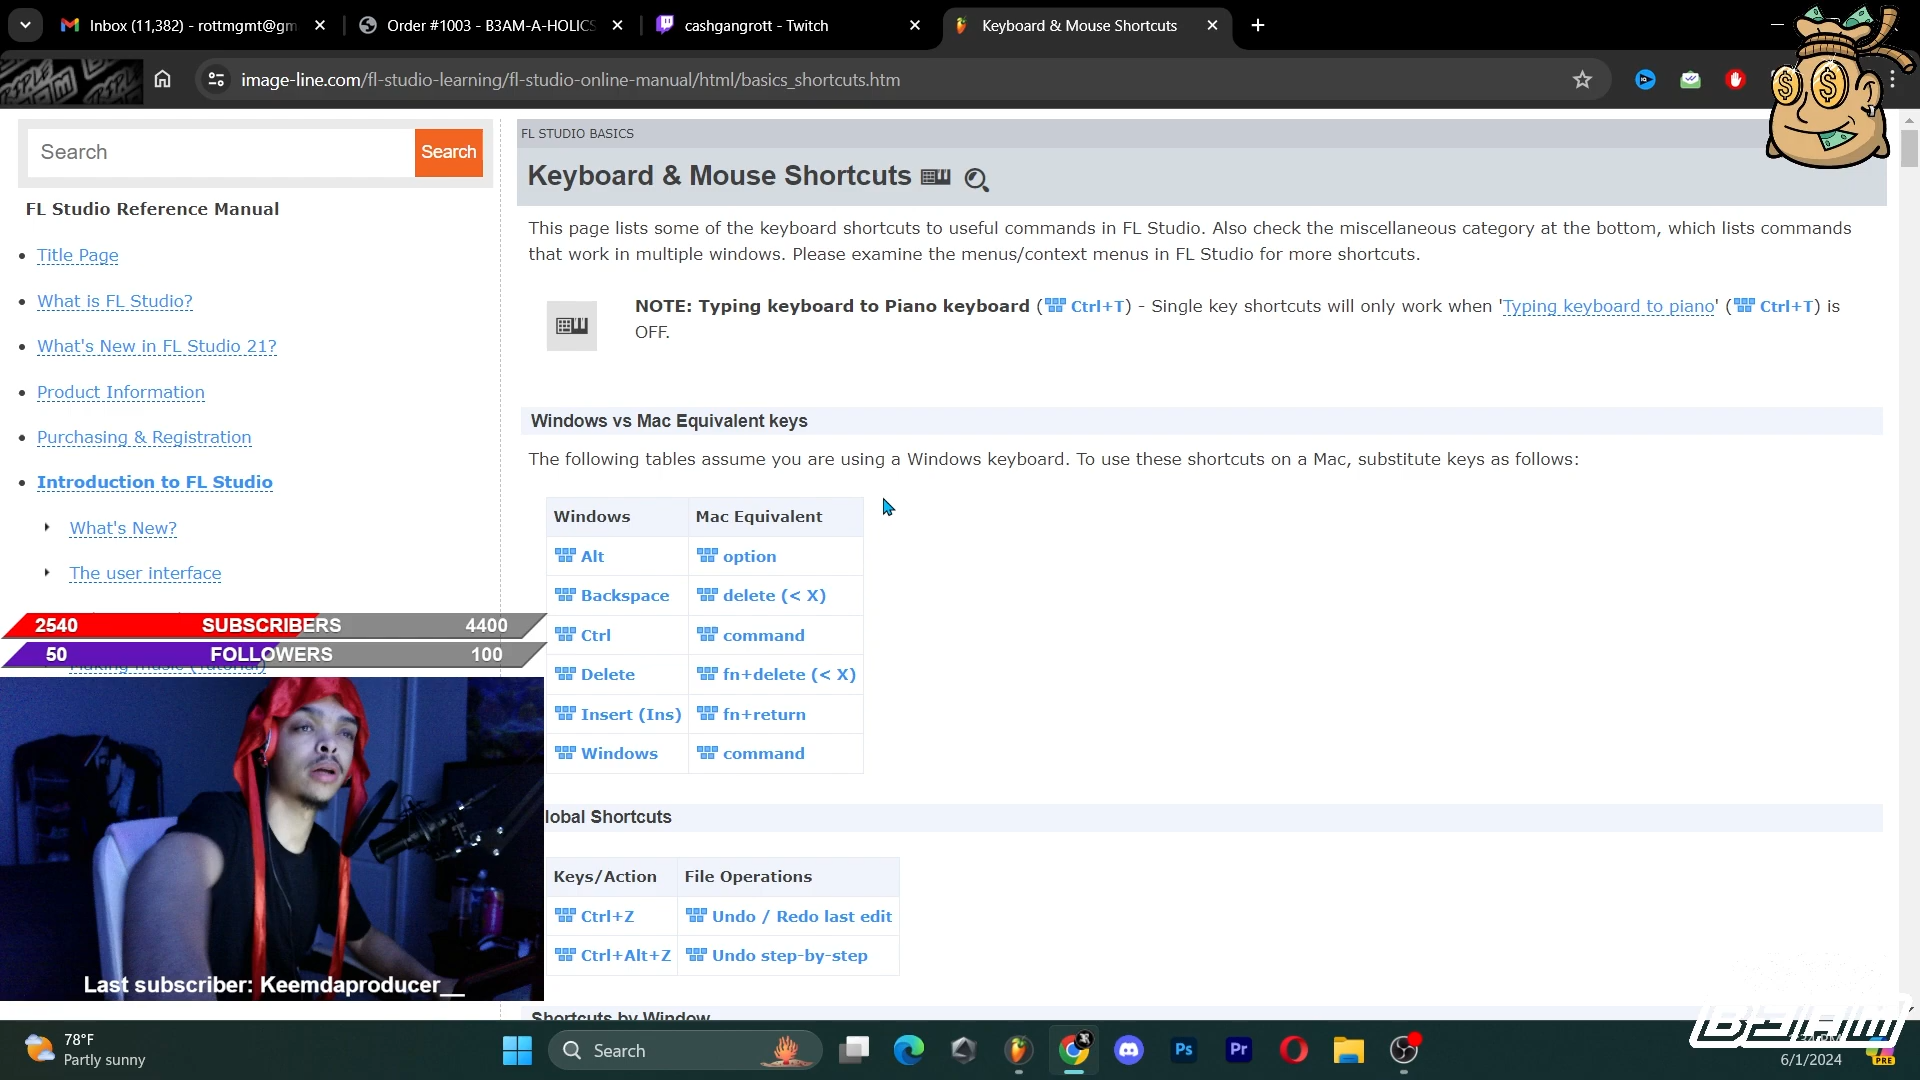 Inbox (11,382) - rottmgmt@gm
Order #1003 - B3AM-A-HOLICS
cashgangrott - Twitch
Keyboard & Mouse Shortcuts
image-line.com/fl-studio-learning/fl-studio-online-manual/html/basics_shortcuts.htm
Search
Search
FL Studio Reference Manual
Title Page
What is FL Studio?
What's New in FL Studio 21?
Product Information
Purchasing & Registration
Introduction to FL Studio
What's New?
The user interface
2540 SUBSCRIBERS 4400
50 FOLLOWERS 100
Making music (Tutorial)
Last subscriber: Keemdaproducer__
FL STUDIO BASICS
Keyboard & Mouse Shortcuts
This page lists some of the keyboard shortcuts to useful commands in FL Studio. Also check the miscellaneous category at the bottom, which lists commands
that work in multiple windows. Please examine the menus/context menus in FL Studio for more shortcuts.
NOTE: Typing keyboard to Piano keyboard (Ctrl+T) - Single key shortcuts will only work when 'Typing keyboard to piano' (Ctrl+T) is
OFF.
Windows vs Mac Equivalent keys
The following tables assume you are using a Windows keyboard. To use these shortcuts on a Mac, substitute keys as follows:
Windows Mac Equivalent
Alt option
Backspace delete (< X)
Ctrl command
Delete fn+delete (< X)
Insert (Ins) fn+return
Windows command
lobal Shortcuts
Keys/Action File Operations
Ctrl+Z Undo / Redo last edit
Ctrl+Alt+Z Undo step-by-step
Shortcuts by Window
78°F
Partly sunny
Search
Ps
Pr
B3AM
6/1/2024
PRE